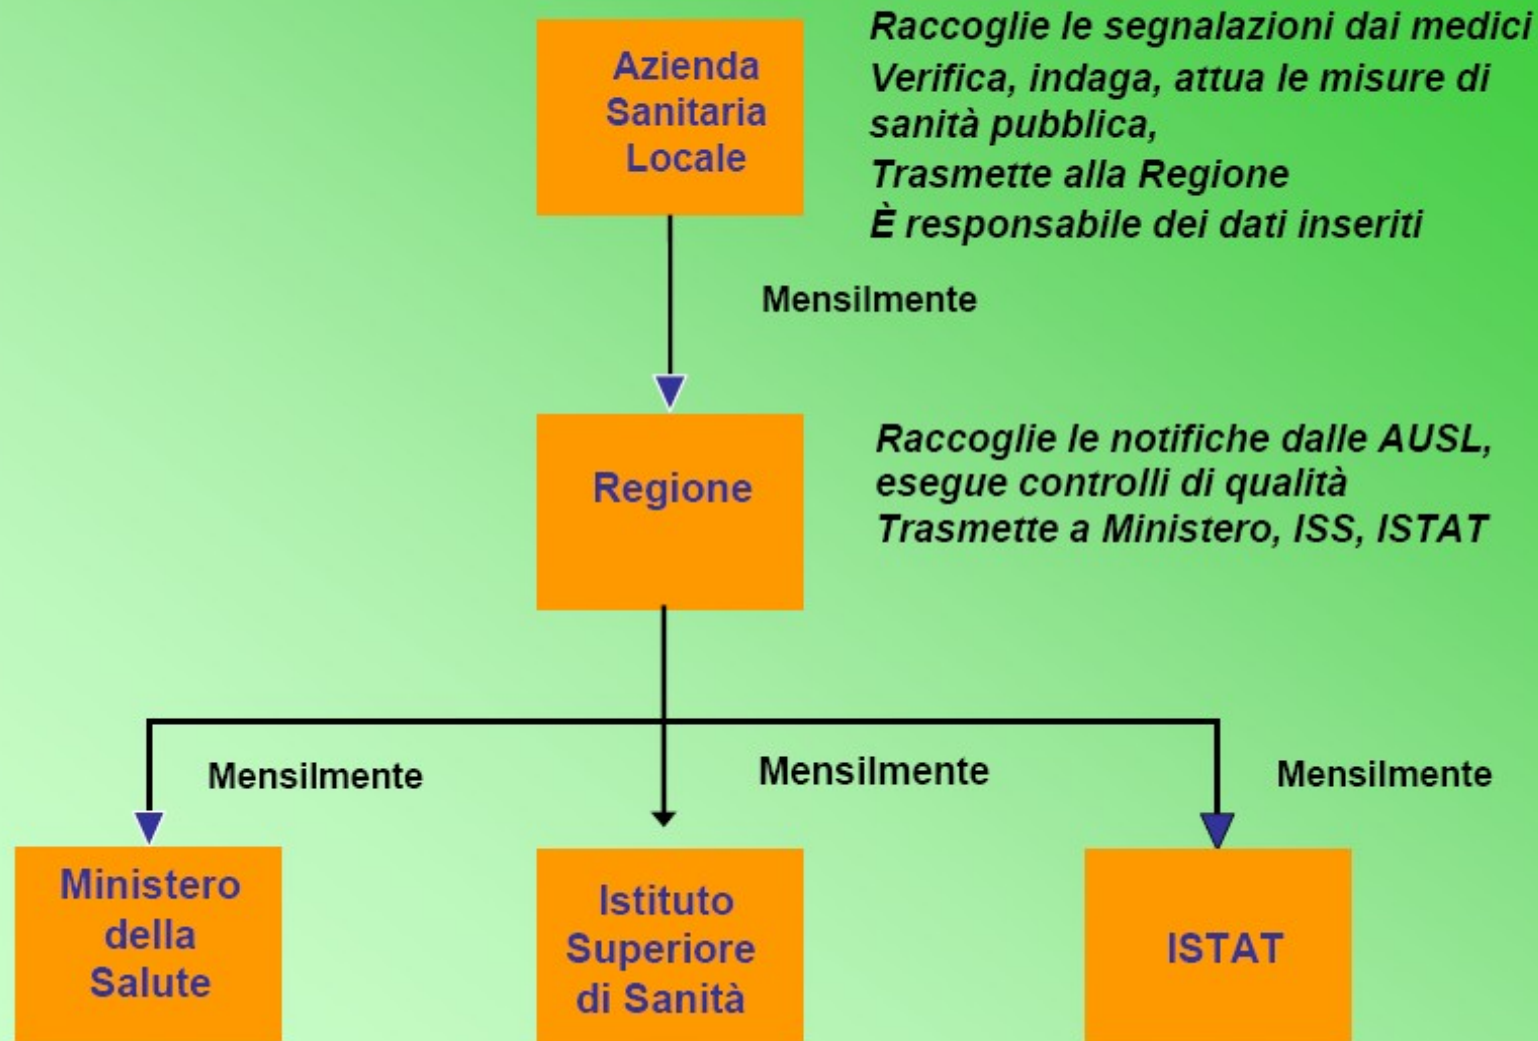 Azienda
Sanitaria
Locale
Raccoglie le segnalazioni dai medici
Verifica, indaga, attua le misure di
sanità pubblica,
Trasmette alla Regione
È responsabile dei dati inseriti
Mensilmente
Regione
Raccoglie le notifiche dalle AUSL,
esegue controlli di qualità
Trasmette a Ministero, ISS, ISTAT
Mensilmente
Mensilmente
Mensilmente
Ministero
della
Salute
Istituto
Superiore
di Sanità
ISTAT